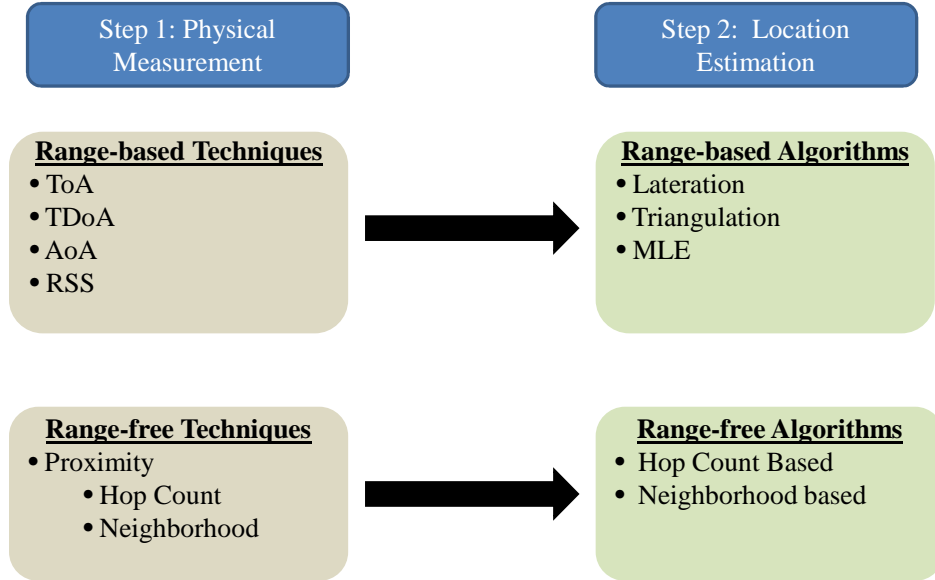 Step 1: Physical
Measurement
Step 2:  Location
Estimation
Range-based Techniques
• ToA
• TDoA
• AoA
• RSS
Range-based Algorithms
• Lateration
• Triangulation
• MLE
Range-free Techniques
• Proximity
• Hop Count
• Neighborhood
Range-free Algorithms
• Hop Count Based
• Neighborhood based